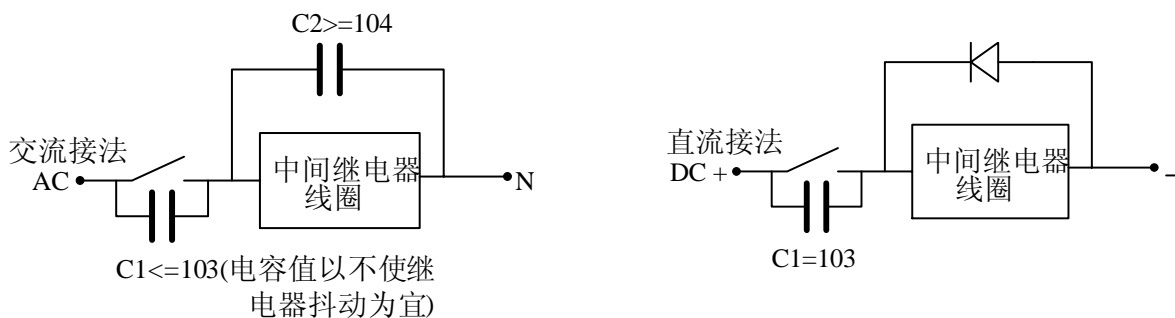 C2>=104
交流接法
AC
中间继电器
线圈
N
C1<=103(电容值以不使继
电器抖动为宜)
直流接法
DC +
中间继电器
线圈
C1=103